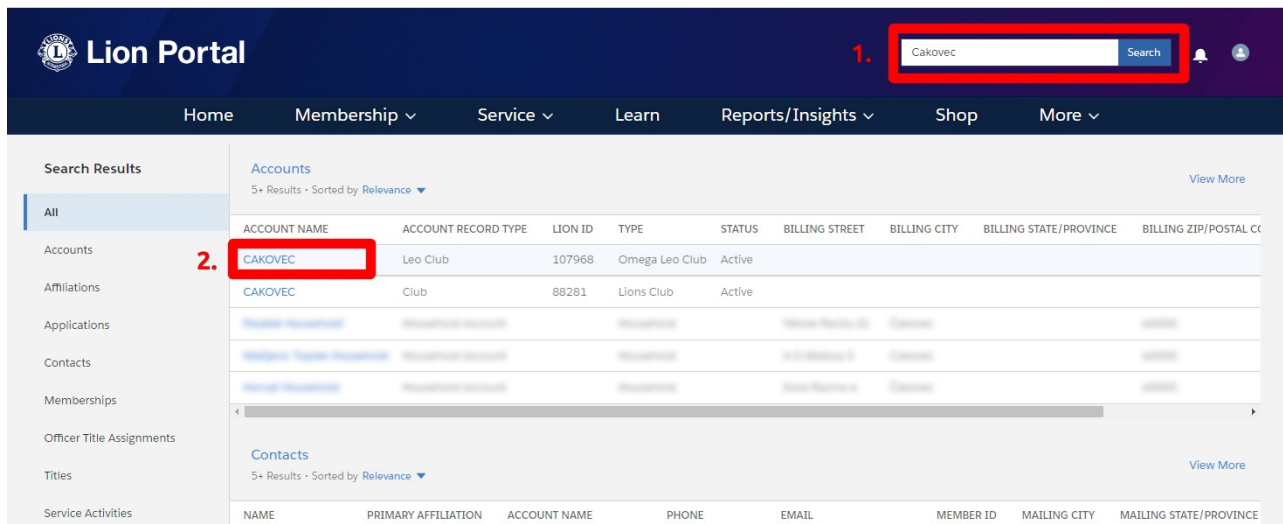 Lion Portal
1.
Cakovec
Search
Home Membership Service Learn Reports/Insights Shop More
Search Results
All
Accounts
Affiliations
Applications
Contacts
Memberships
Officer Title Assignments
Titles
Service Activities
Accounts
5+ Results • Sorted by Relevance
View More
ACCOUNT NAME ACCOUNT RECORD TYPE LION ID TYPE STATUS BILLING STREET BILLING CITY BILLING STATE/PROVINCE BILLING ZIP/POSTAL
2.
CAKOVEC Leo Club 107968 Omega Leo Club Active
CAKOVEC Club 88281 Lions Club Active
Contacts
5+ Results • Sorted by Relevance
View More
NAME PRIMARY AFFILIATION ACCOUNT NAME PHONE EMAIL MEMBER ID MAILING CITY MAILING STATE/PROVINCE